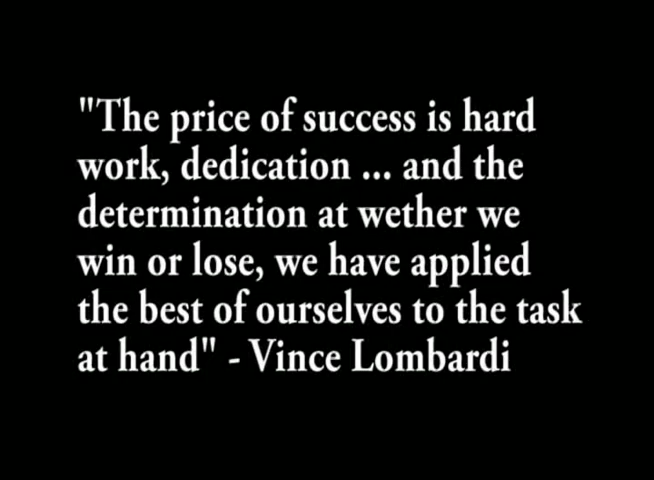 "The price of success is hard
work, dedication ... and the
determination at wether we
win or lose, we have applied
the best of ourselves to the task
at hand" - Vince Lombardi